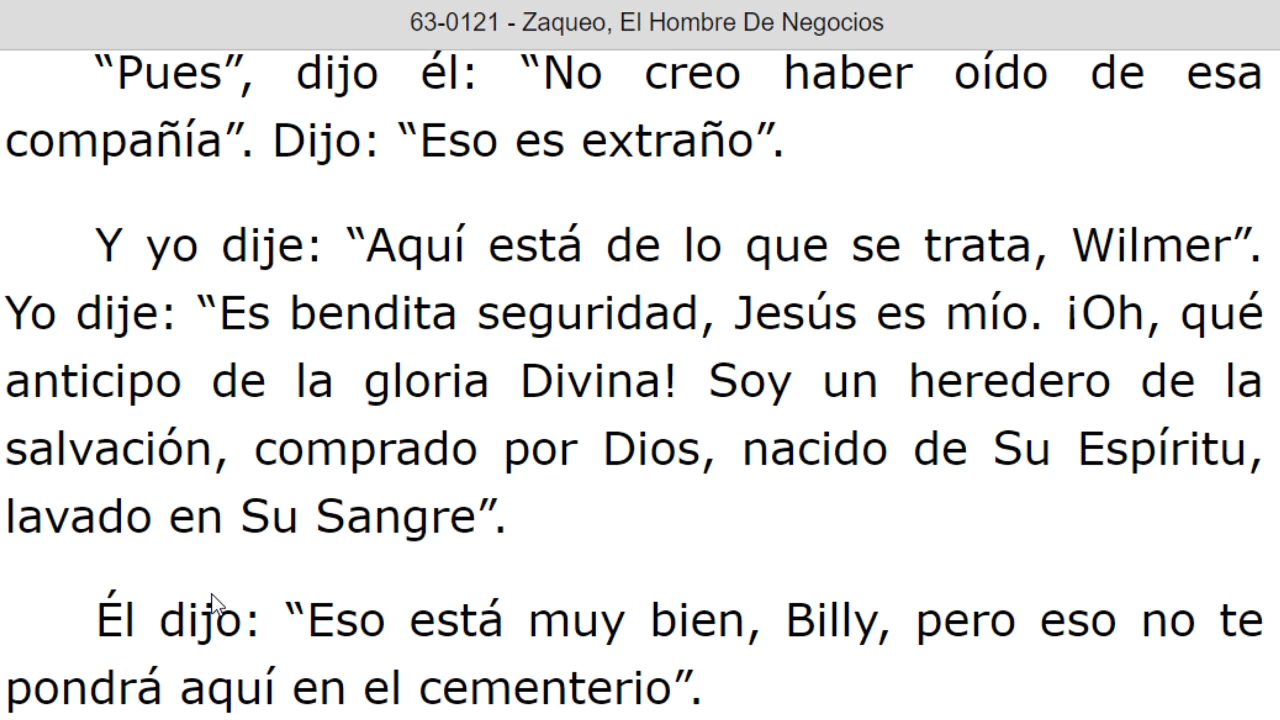 63-0121 - Zaqueo, El Hombre De Negocios
“Pues”, dijo él: “No creo haber oído de esa
compañía”. Dijo: “Eso es extraño”.
Y yo dije: “Aquí está de lo que se trata, Wilmer”.
Yo dije: “Es bendita seguridad, Jesús es mío. ¡Oh, qué
anticipo de la gloria Divina! Soy un heredero de la
salvación, comprado por Dios, nacido de Su Espíritu,
lavado en Su Sangre”.
Él dijo: “Eso está muy bien, Billy, pero eso no te
pondrá aquí en el cementerio”.